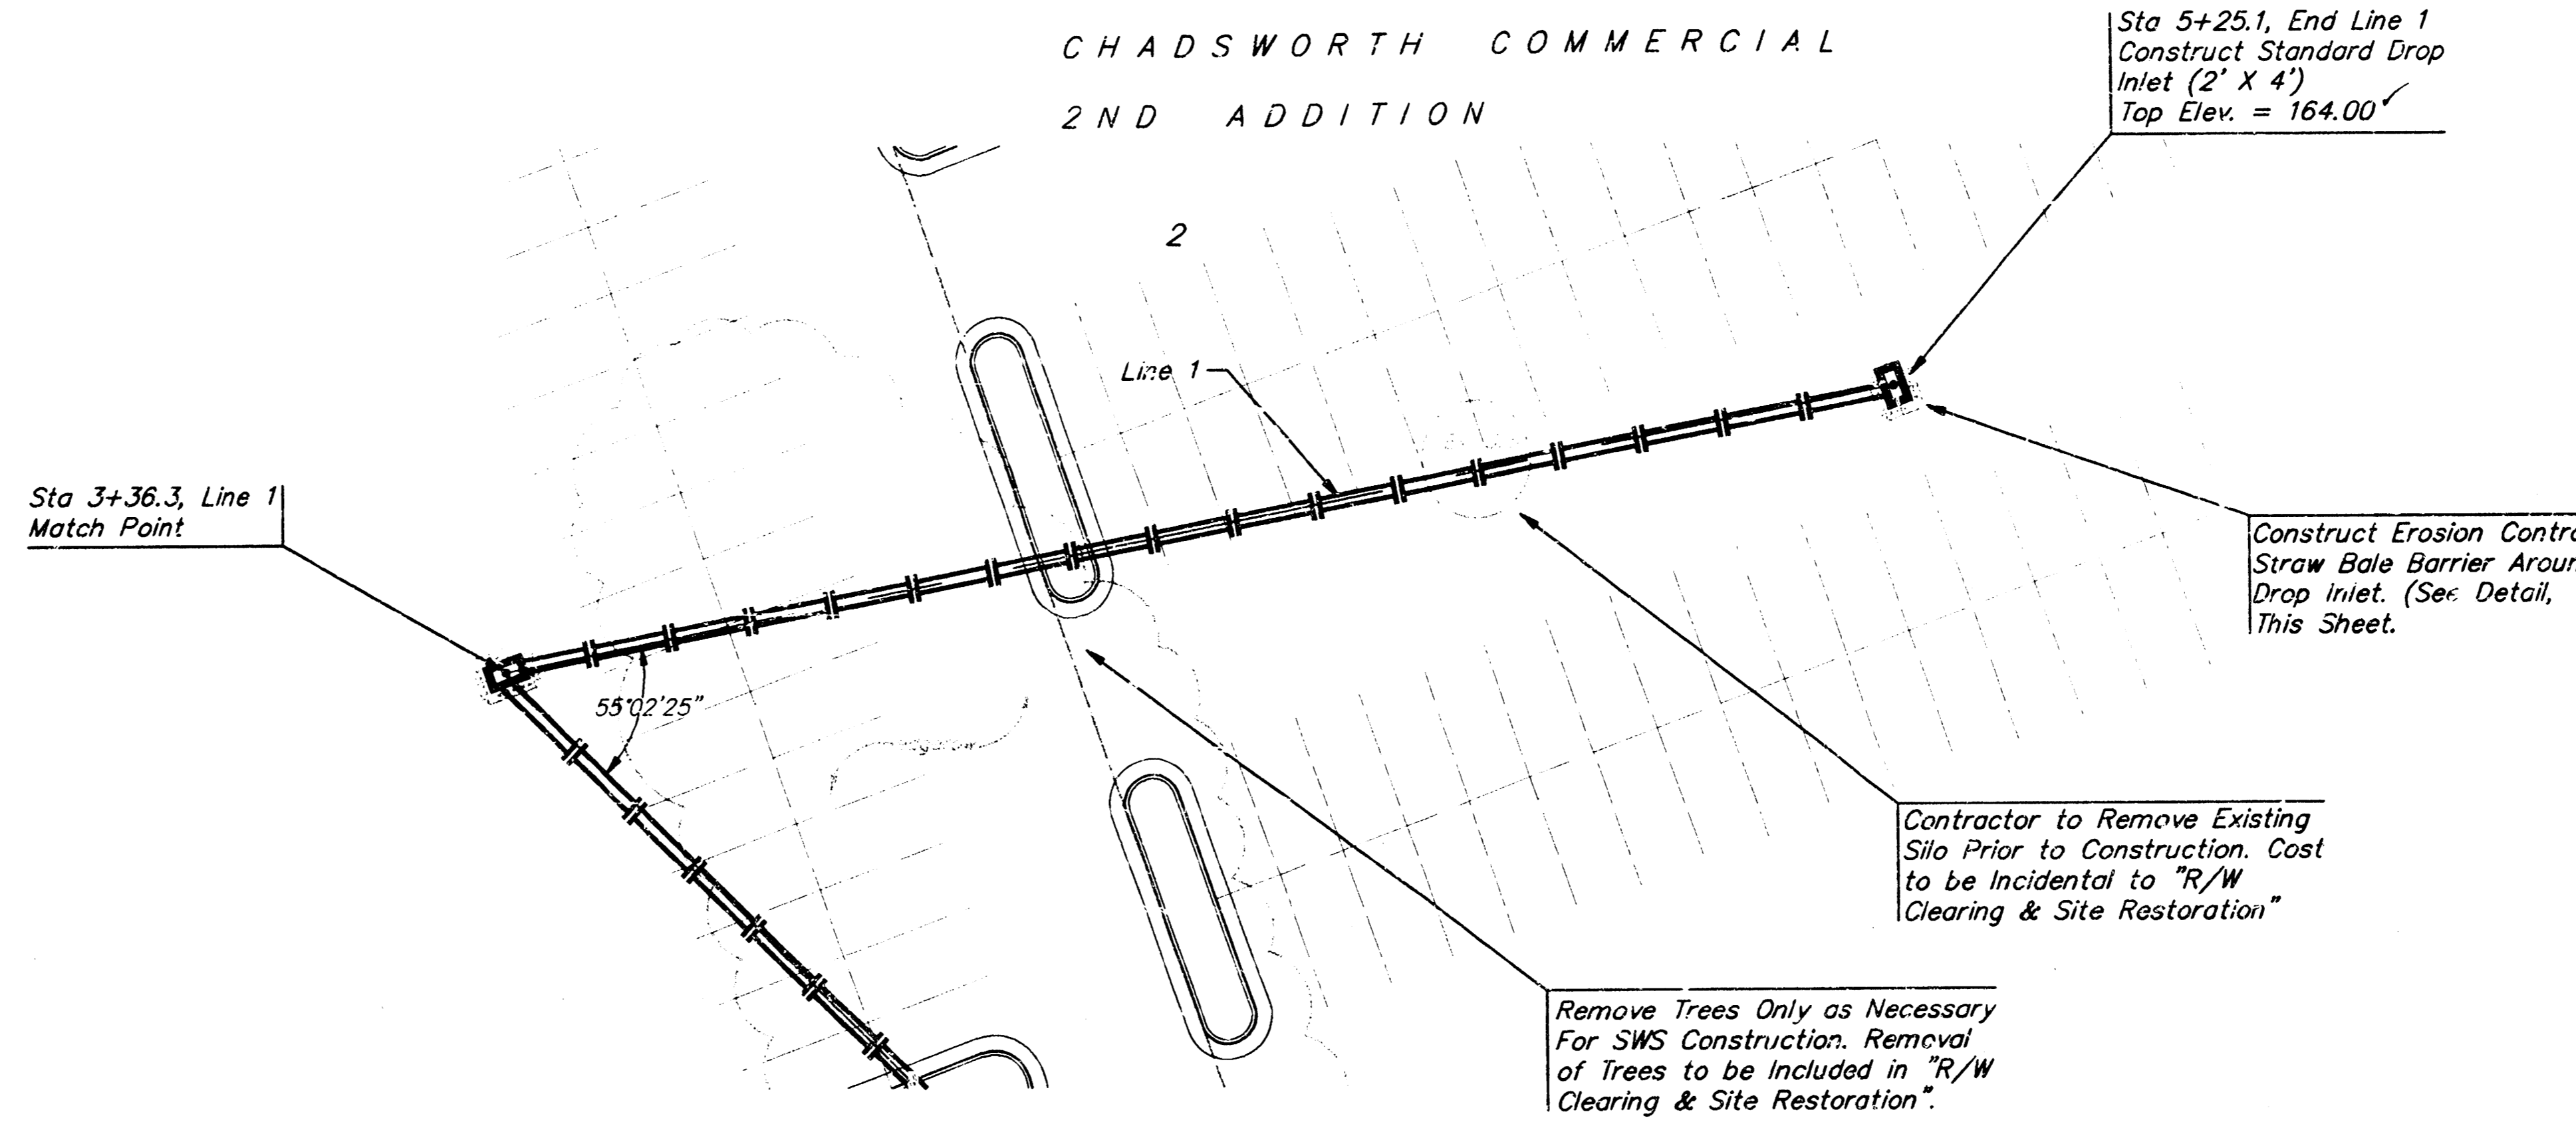 CHADSWORTH COMMERCIAL
2ND ADDITION
Sta 5+25.1, End Line 1
Construct Standard Drop
Inlet (2' X 4')
Top Elev. = 164.00 ✓
2
Line 1
Sta 3+36.3, Line 1
Match Point
55°02'25"
Construct Erosion Contro
Straw Bale Barrier Aroun
Drop Inlet. (See Detail,
This Sheet.
Contractor to Remove Existing
Silo Prior to Construction. Cost
to be Incidental to "R/W
Clearing & Site Restoration"
Remove Trees Only as Necessary
For SWS Construction. Removal
of Trees to be Included in "R/W
Clearing & Site Restoration".